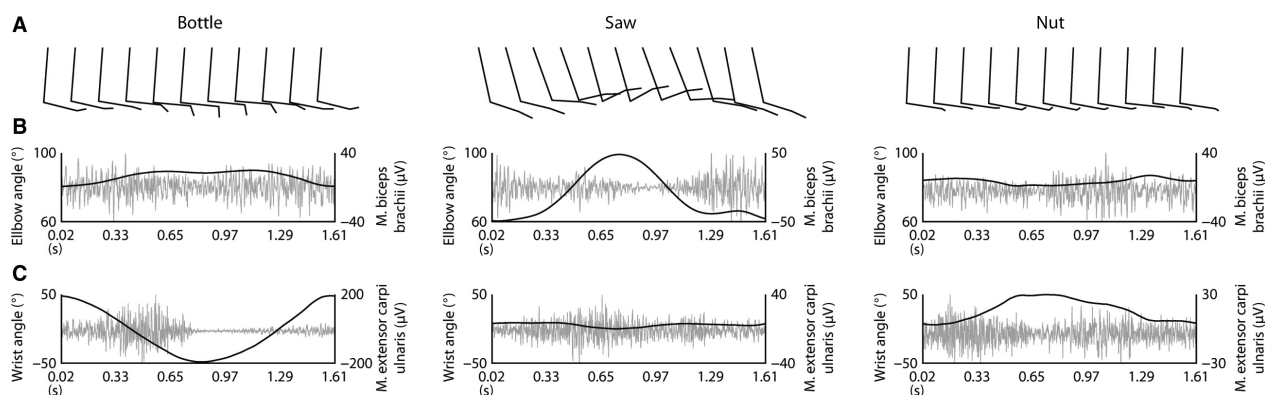 A
Bottle
Saw
Nut
B
Ellbow angle (°)
100
60
40
−40
M. biceps
brachii (µV)
0.02 0.33 0.65 0.97 1.29 1.61
(s)
Ellbow angle (°)
100
60
50
−50
M. biceps
brachii (µV)
0.02 0.33 0.65 0.97 1.29 1.61
(s)
Ellbow angle (°)
100
60
40
−40
M. biceps
brachii (µV)
0.02 0.33 0.65 0.97 1.29 1.61
(s)
C
Wrist angle (°)
50
−50
200
−200
M. extensor carpi
ulnaris (µV)
0.02 0.33 0.65 0.97 1.29 1.61
(s)
Wrist angle (°)
50
−50
40
−40
M. extensor carpi
ulnaris (µV)
0.02 0.33 0.65 0.97 1.29 1.61
(s)
Wrist angle (°)
50
−50
30
−30
M. extensor carpi
ulnaris (µV)
0.02 0.33 0.65 0.97 1.29 1.61
(s)